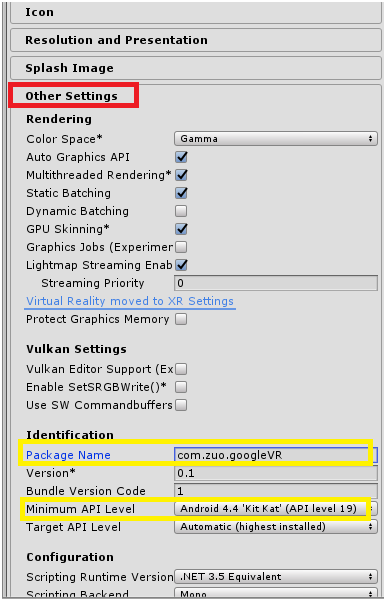 Icon
Resolution and Presentation
Splash Image
Other Settings
Rendering
Color Space* Gamma
Auto Graphics API
Multithreaded Rendering*
Static Batching
Dynamic Batching
GPU Skinning*
Graphics Jobs (Experimer
Lightmap Streaming Enab
Streaming Priority 0
Virtual Reality moved to XR Settings
Protect Graphics Memory
Vulkan Settings
Vulkan Editor Support (Ex
Enable SetSRGBWrite()*
Use SW Commandbuffers
Identification
Package Name com.zuo.googleVR
Version* 0.1
Bundle Version Code 1
Minimum API Level Android 4.4 'Kit Kat' (API level 19)
Target API Level Automatic (highest installed)
Configuration
Scripting Runtime Version .NET 3.5 Equivalent
Scripting Backend Mono